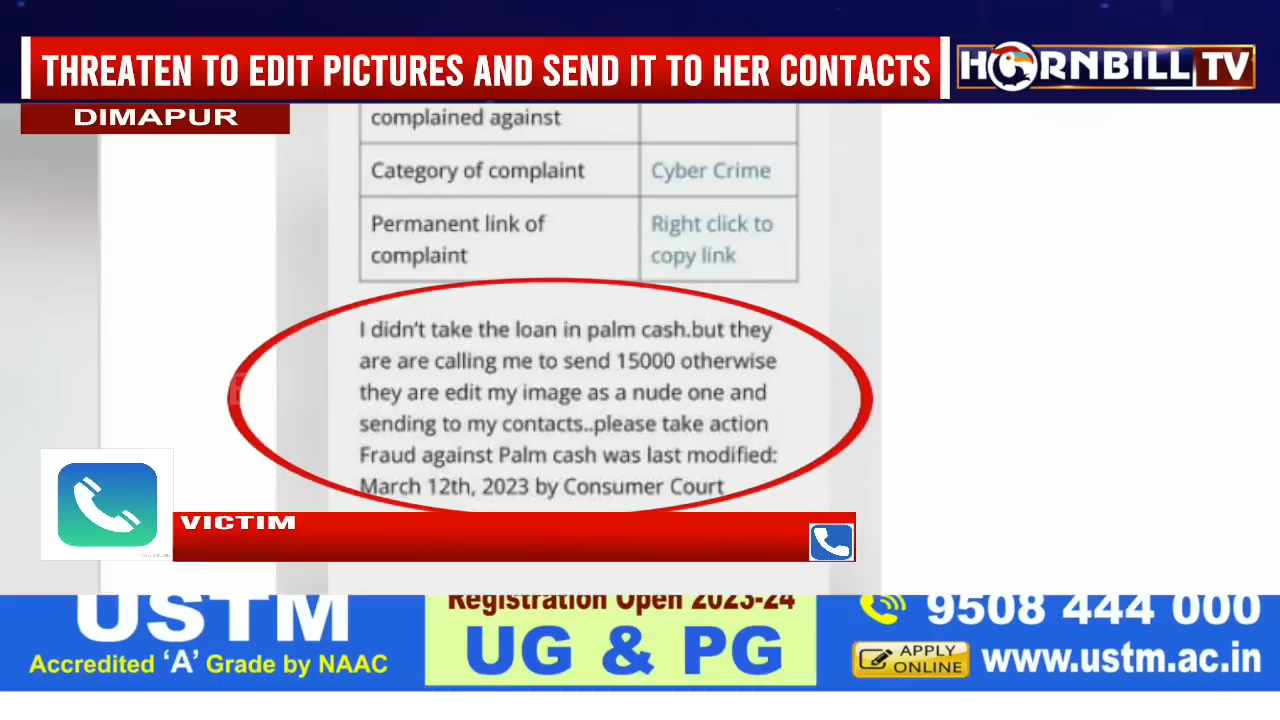 THREATEN TO EDIT PICTURES AND SEND IT TO HER CONTACTS
HORNBILL TV
DIMAPUR
complained against
Category of complaint
Cyber Crime
Permanent link of
complaint
Right click to
copy link
I didn't take the loan in palm cash.but they
are are calling me to send 15000 otherwise
they are edit my image as a nude one and
sending to my contacts..please take action
Fraud against Palm cash was last modified:
March 12th, 2023 by Consumer Court
VICTIM
USTM
Accredited 'A' Grade by NAAC
Registration Open 2023-24
UG & PG
9508 444 000
APPLY
ONLINE
www.ustm.ac.in